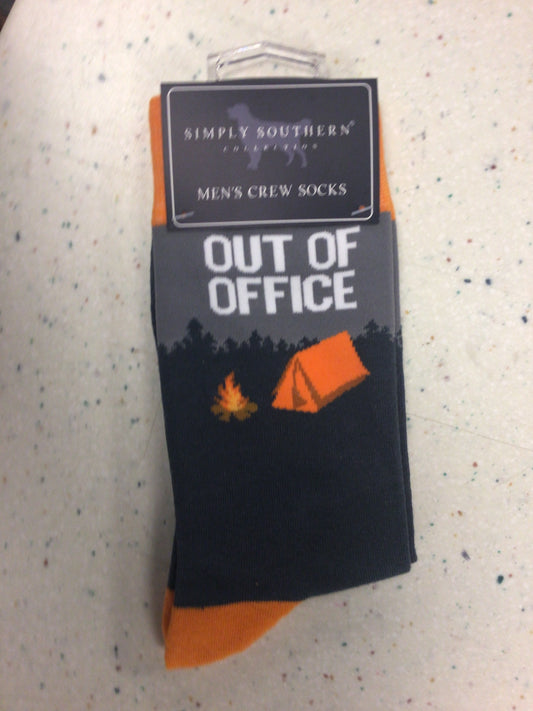 SIMPLY SOUTHERN®
COLLECTION
MEN'S CREW SOCKS
OUT OF
OFFICE